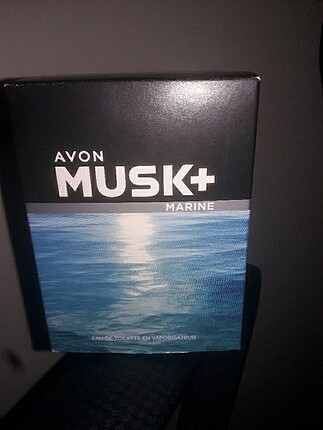 AVON
MUSK+
MARINE
EAU DE TOILETTE EN VAPORISATEUR